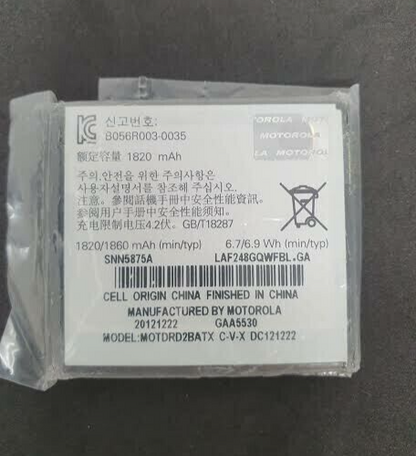 신고번호:
B056R003-0035
額定容量 1820 mAh
OROLA MOT
MOTOROLA
LA MOTOROL
주의.안전을 위한 주의사항은
사용자설명서를 참조해 주십시오.
注意。參閱話機手冊中安全性能資訊.
参阅用户手册中安全性能须知.
充电限制电压4.2伏. GB/T18287
1820/1860 mAh (min/typ) 6.7/6.9 Wh (min/typ)
SNN5875A LAF248GQWFBL.GA
CELL ORIGIN CHINA FINISHED IN CHINA
MANUFACTURED BY MOTOROLA
20121222 GAA5530
MODEL:MOTDRD2BATX C-V-X DC121222